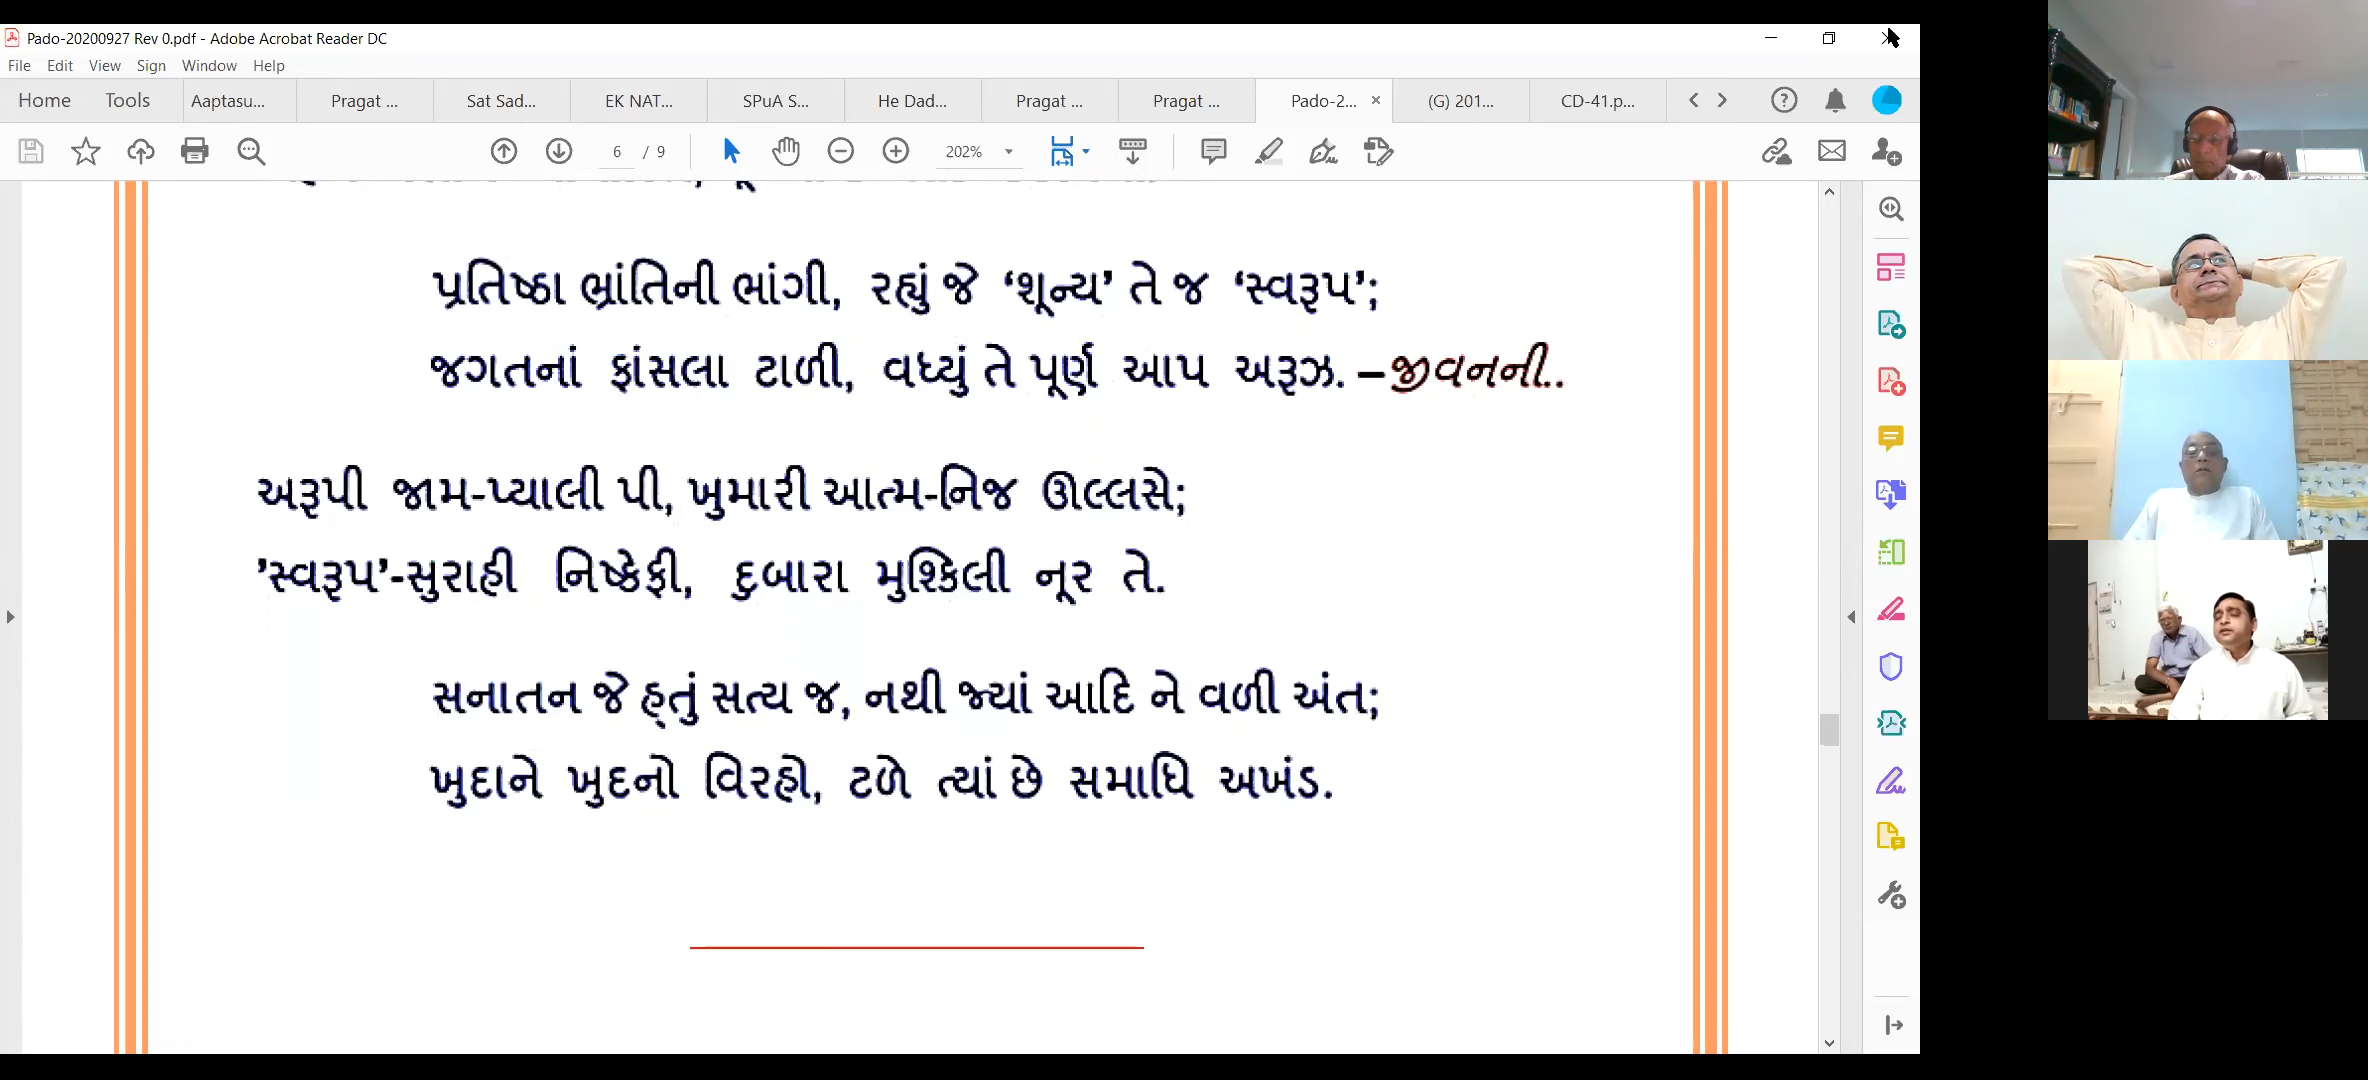 Pado-20200927 Rev 0.pdf - Adobe Acrobat Reader DC
File Edit View Sign Window Help
Home Tools Aaptasu... Pragat ... Sat Sad... EK NAT... SPuA S... He Dad... Pragat ... Pragat ... Pado-2... × (G) 201... CD-41.p...
6 / 9 202%
પ્રતિષ્ઠા ભ્રાંતિની ભાંગી, રહ્યું જે ‘શૂન્ય’ તે જ ‘સ્વરૂપ’;
જગતનાં ફાંસલા ટાળી, વધ્યું તે પૂર્ણ આપ અરૂઝ. –જીવનની..
અરૂપી જામ-પ્યાલી પી, ખુમારી આત્મ-નિજ ઊલ્લસે;
’સ્વરૂપ’-સુરાહી નિષ્કેફી, દુબારા મુશ્કિલી નૂર તે.
સનાતન જે હતું સત્ય જ, નથી જ્યાં આદિ ને વળી અંત;
ખુદાને ખુદનો વિરહો, ટળે ત્યાં છે સમાધિ અખંડ.